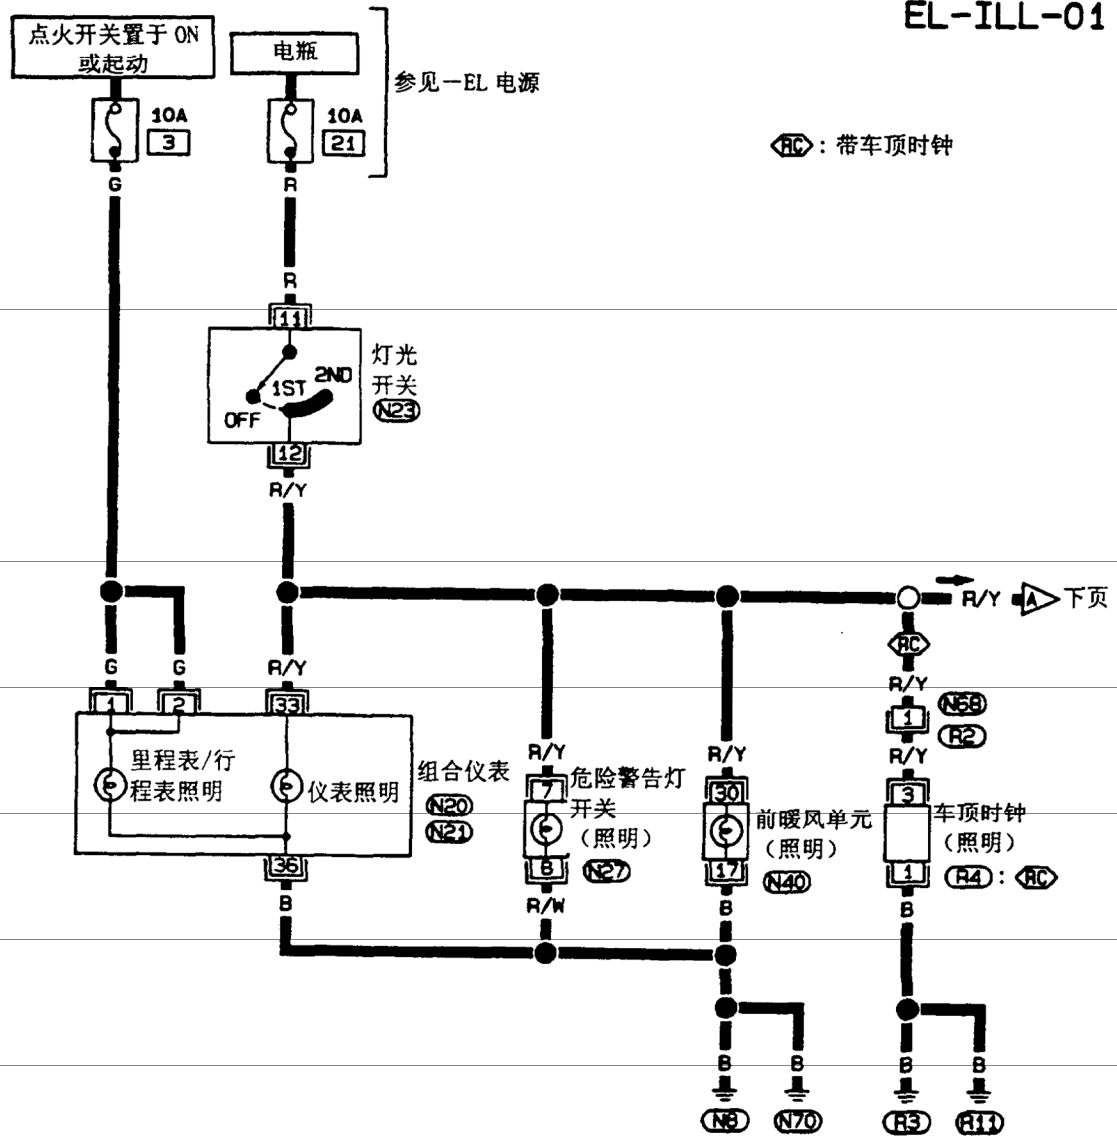 EL-ILL-01
点火开关置于 ON
或起动
电瓶
参见一EL 电源
10A
3
10A
21
RC：带车顶时钟
G
R
R
11
灯光
开关
N23
1ST
2ND
OFF
12
R/Y
R/Y
A
下页
RC
G
G
R/Y
R/Y
1
2
33
1
N68
R2
R/Y
R/Y
R/Y
里程表/行
程表照明
仪表照明
组合仪表
N20
N21
7
危险警告灯
开关
（照明）
8
N27
30
前暖风单元
（照明）
17
N40
3
车顶时钟
（照明）
1
R4：RC
36
B
R/W
B
B
B
B
B
B
N8
N70
R3
R11